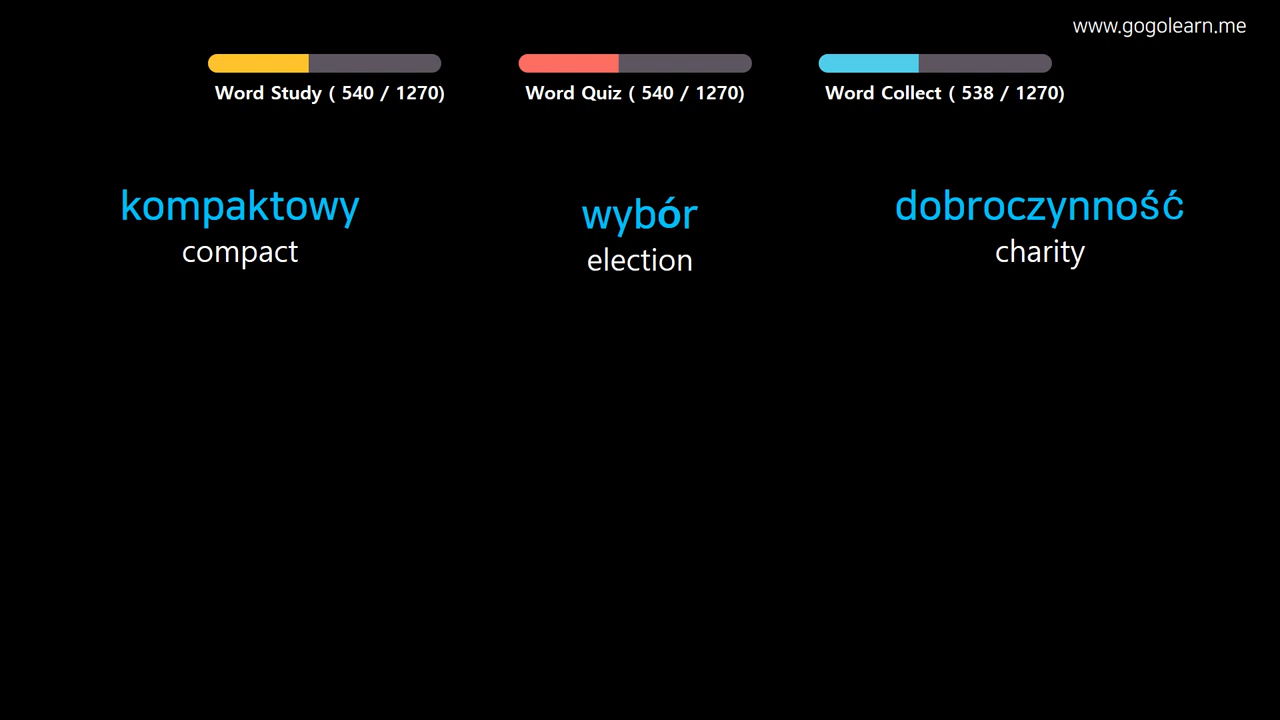 www.gogolearn.me
Word Study ( 540 / 1270)
Word Quiz ( 540 / 1270)
Word Collect ( 538 / 1270)
kompaktowy
compact
wybór
election
dobroczynność
charity